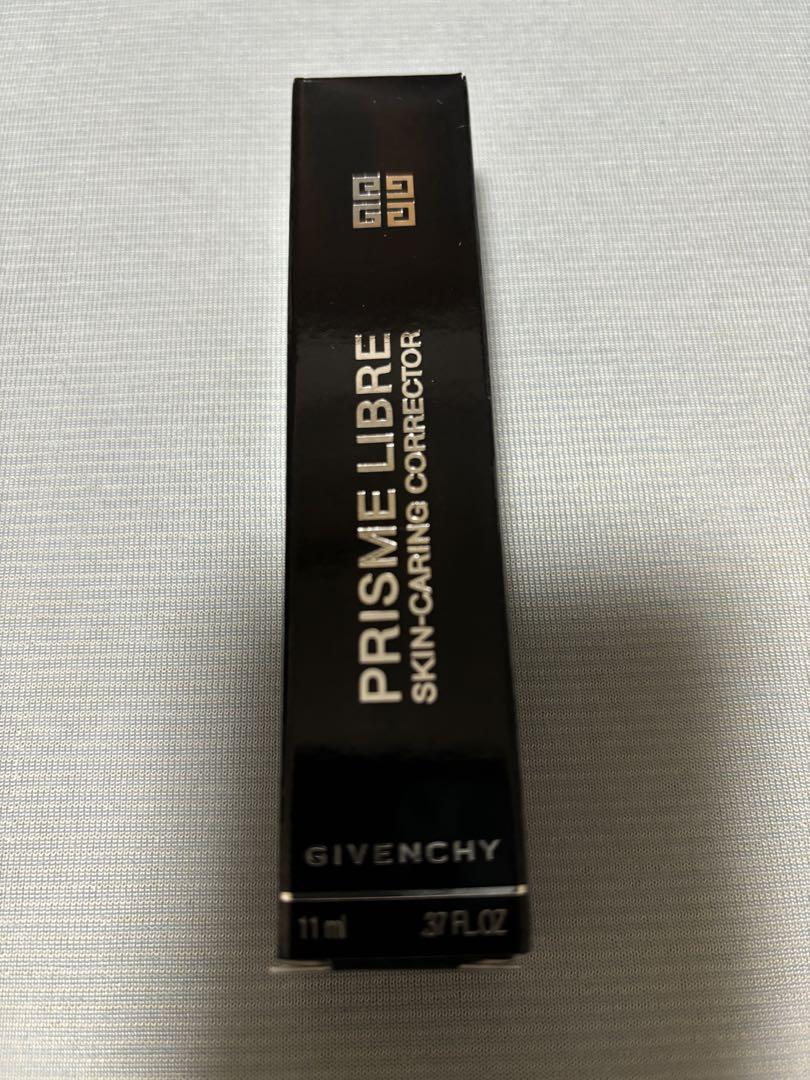 PRISME LIBRE
SKIN-CARING CORRECTOR
GIVENCHY
11 ml .37 FL.OZ